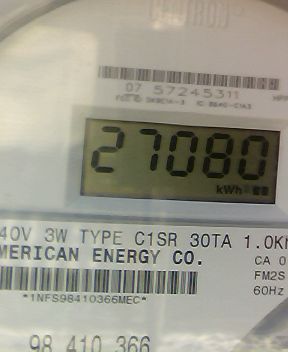 07 57245311
27080
kWh
40V 3W TYPE C1SR 30TA 1.0Kh
MERICAN ENERGY CO.
CA 0
FM2S
60Hz
*1NFS98410366MEC*
98 410 366